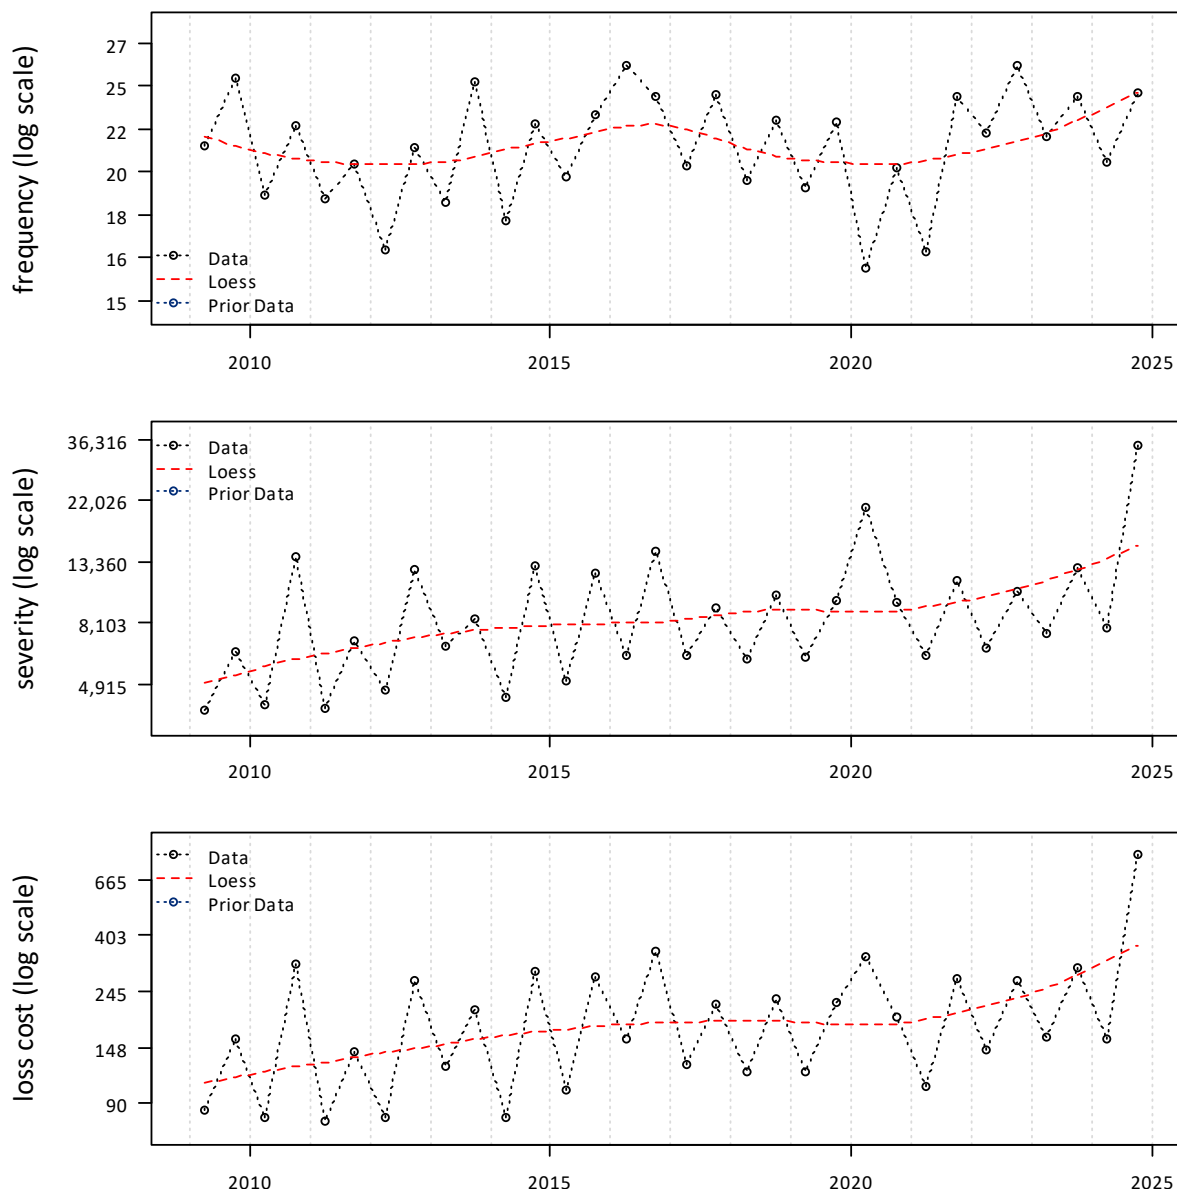 frequency (log scale)
27
25
22
20
18
16
15
Data
Loess
Prior Data
2010
2015
2020
2025
severity (log scale)
36,316
22,026
13,360
8,103
4,915
Data
Loess
Prior Data
2010
2015
2020
2025
loss cost (log scale)
665
403
245
148
90
Data
Loess
Prior Data
2010
2015
2020
2025